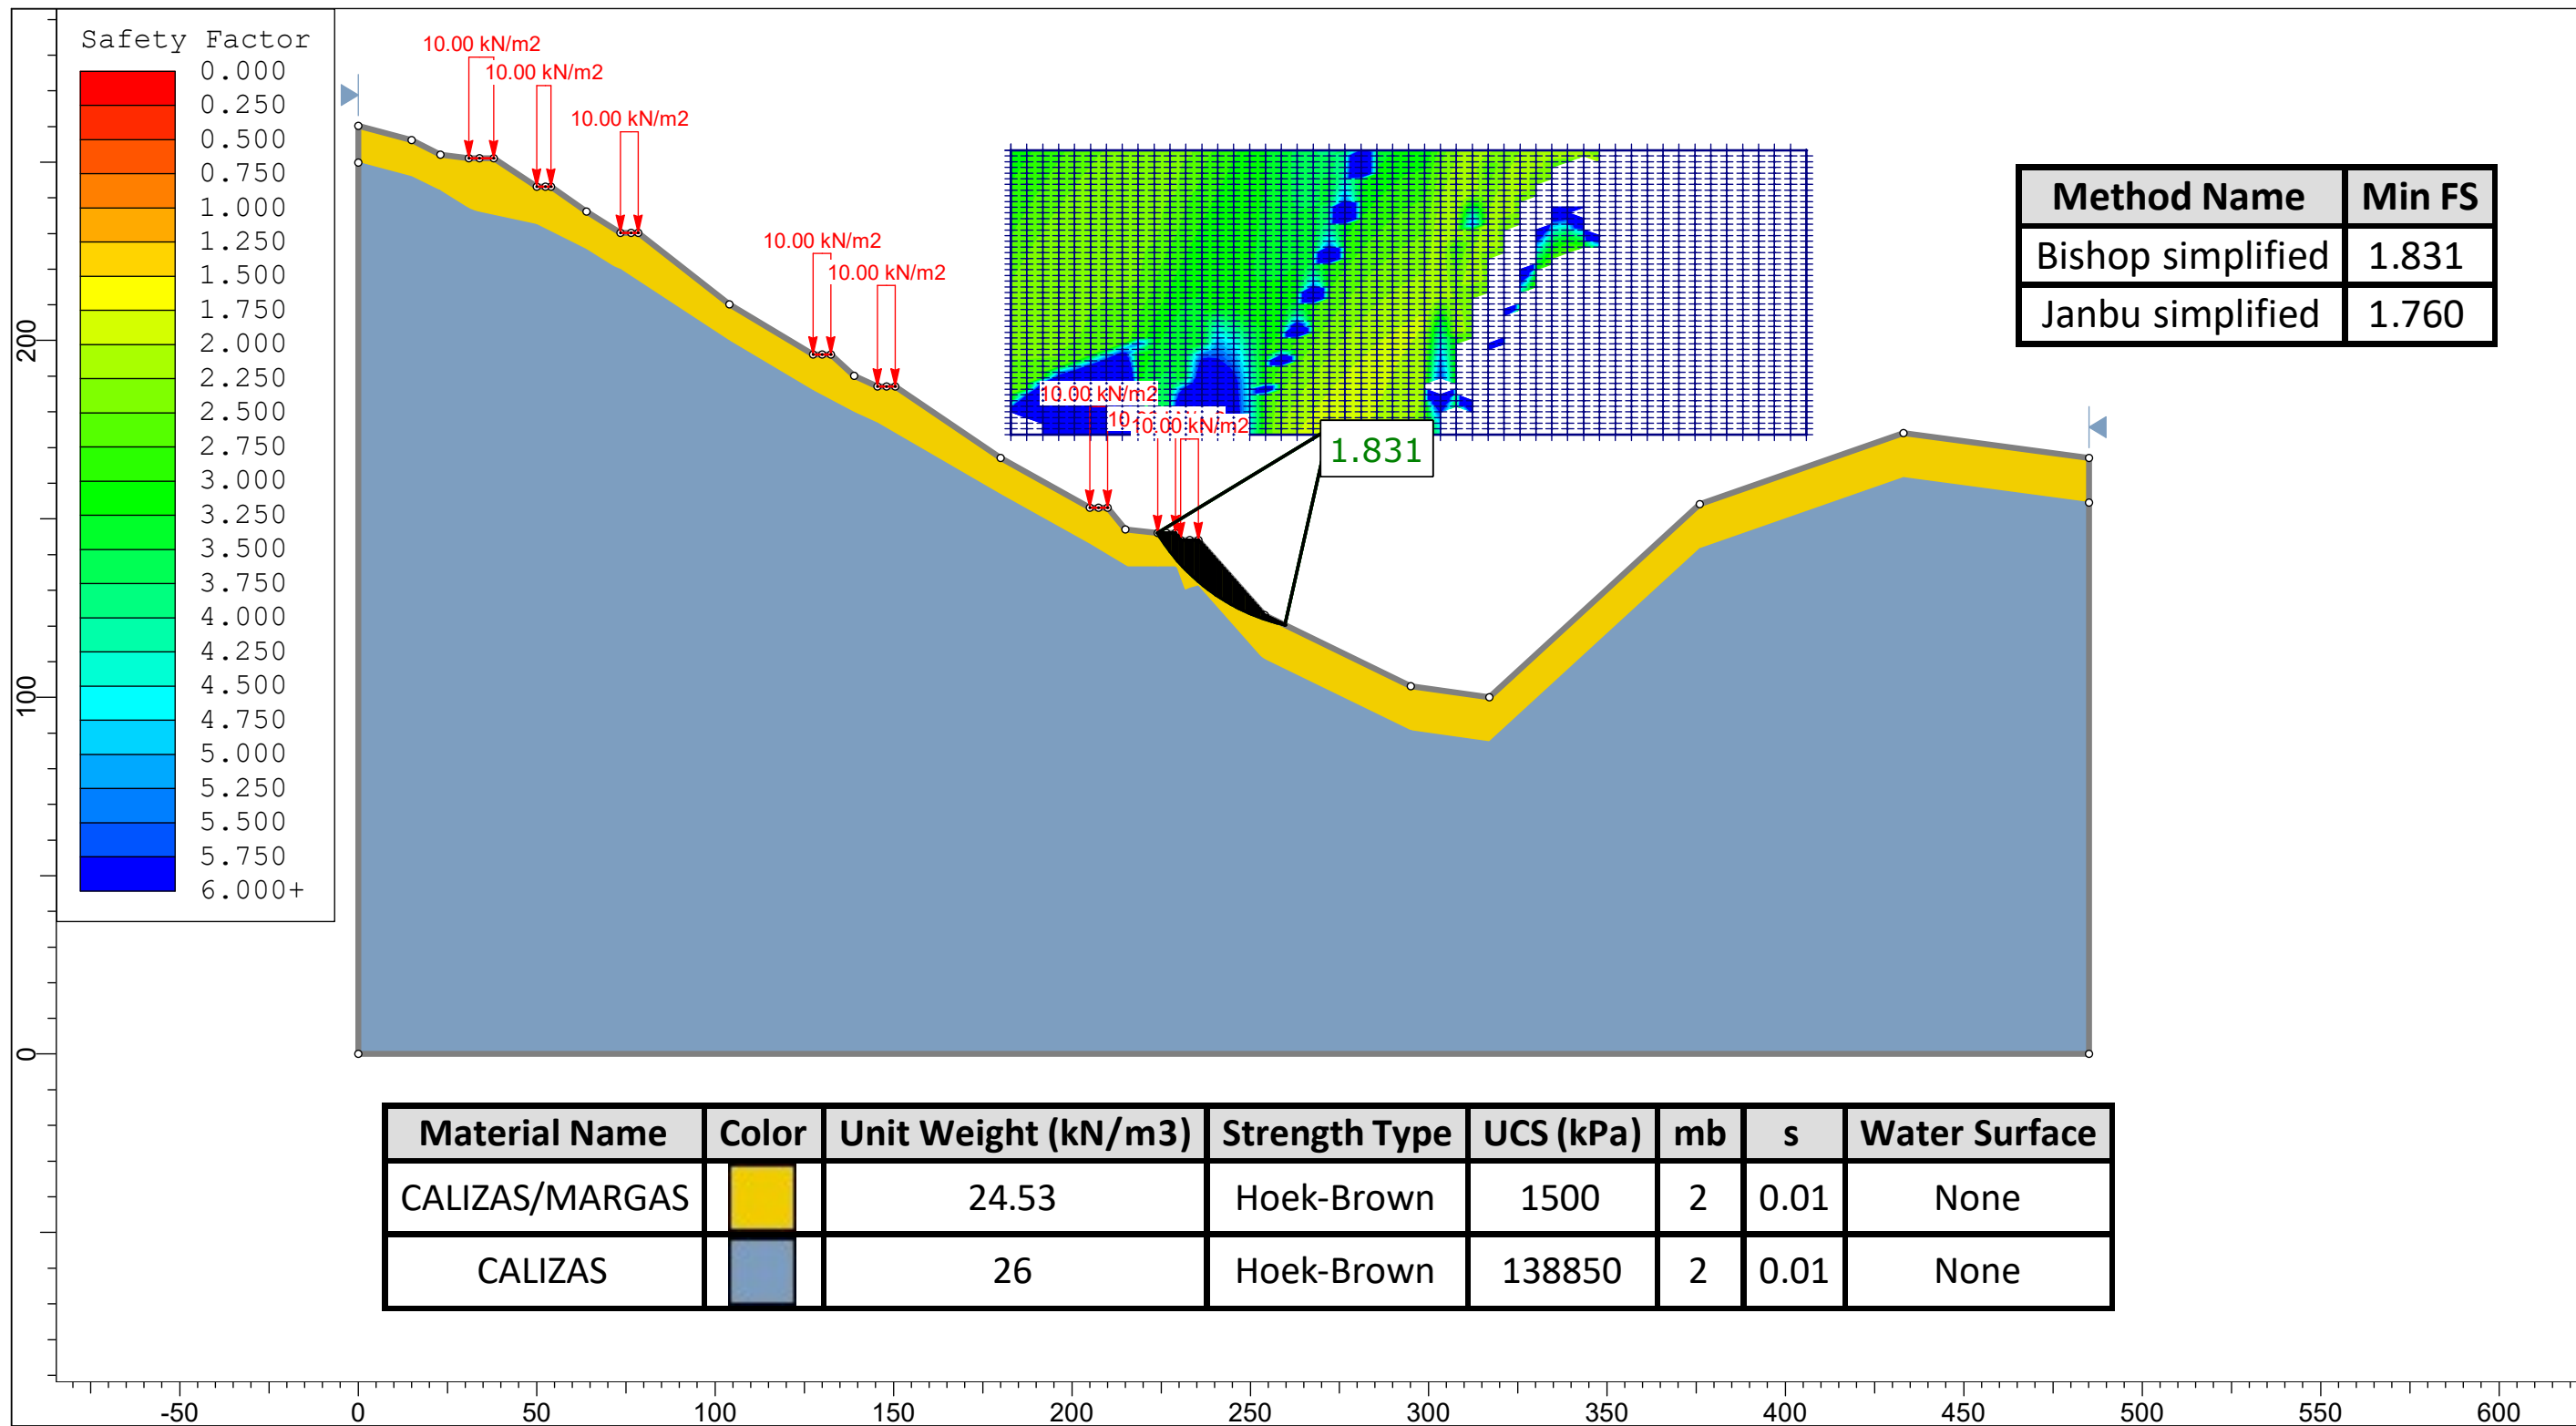 Safety Factor
0.000
0.250
0.500
0.750
1.000
1.250
1.500
1.750
2.000
2.250
2.500
2.750
3.000
3.250
3.500
3.750
4.000
4.250
4.500
4.750
5.000
5.250
5.500
5.750
6.000+
10.00 kN/m2
10.00 kN/m2
10.00 kN/m2
10.00 kN/m2
10.00 kN/m2
10.00 kN/m2
10.00 kN/m2
1.831
Method Name Min FS
Bishop simplified 1.831
Janbu simplified 1.760
200
100
0
Material Name Color Unit Weight (kN/m3) Strength Type UCS (kPa) mb s Water Surface
CALIZAS/MARGAS 24.53 Hoek-Brown 1500 2 0.01 None
CALIZAS 26 Hoek-Brown 138850 2 0.01 None
-50 0 50 100 150 200 250 300 350 400 450 500 550 600